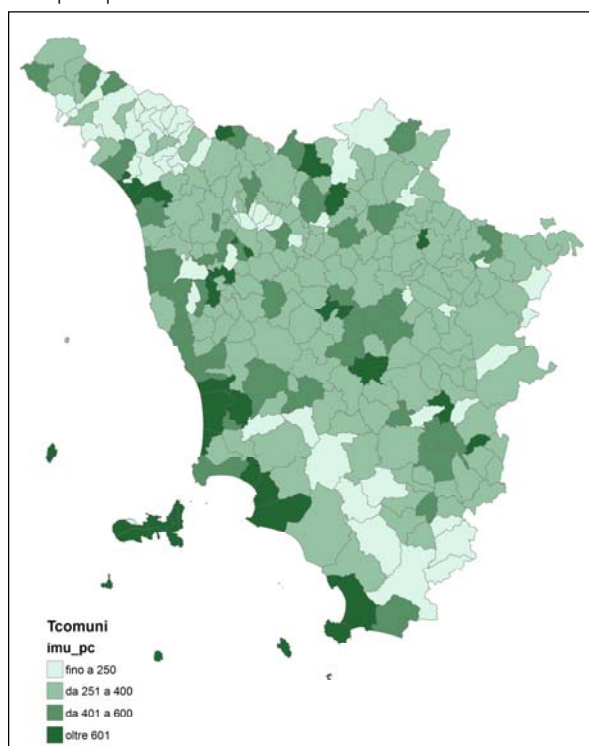 Tcomuni
imu_pc
fino a 250
da 251 a 400
da 401 a 600
oltre 601